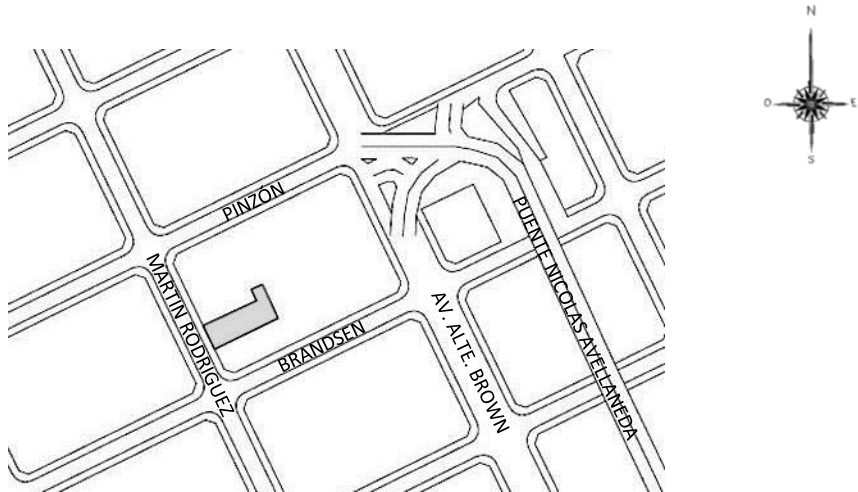 N
O
E
S
PINZÓN
MARTIN RODRIGUEZ
BRANDSEN
AV. ALTE. BROWN
PUENTE NICOLAS AVELLANEDA